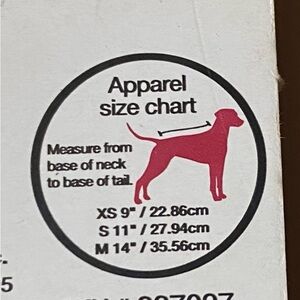 Apparel
size chart
Measure from
base of neck
to base of tail.
XS 9" / 22.86cm
S 11" / 27.94cm
M 14" / 35.56cm
5